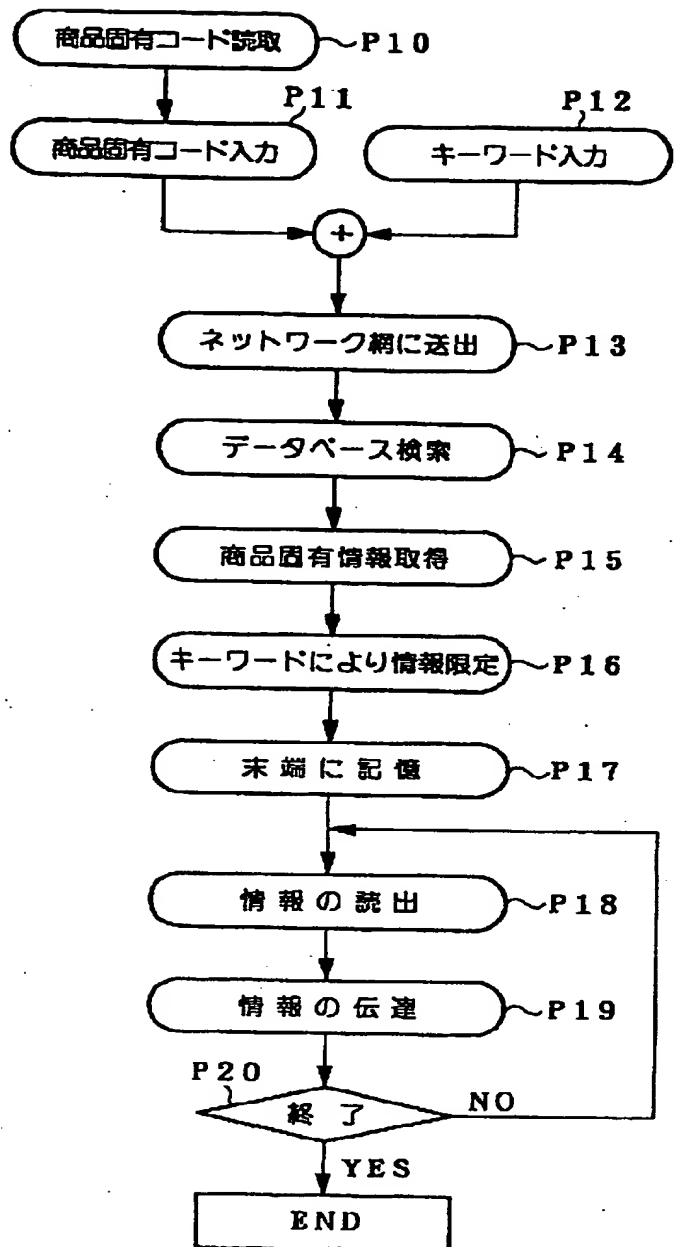 商品固有コード読取 P10
P11
P12
商品固有コード入力
キーワード入力
+
ネットワーク網に送出 P13
データベース検索 P14
商品固有情報取得 P15
キーワードにより情報限定 P16
末端に記憶 P17
情報の読出 P18
情報の伝達 P19
P20
終了
NO
YES
END